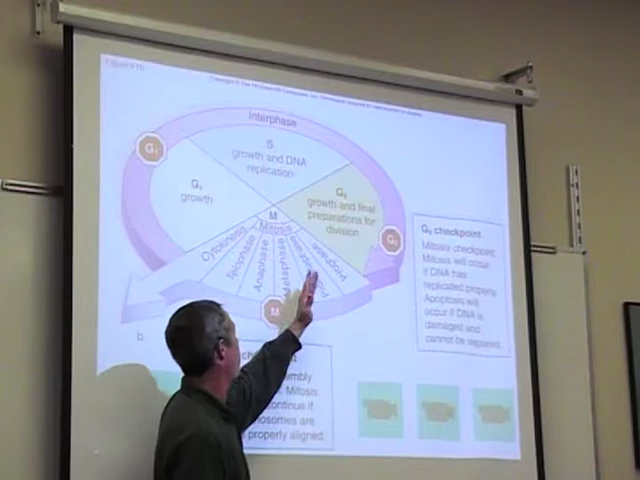 Interphase
G₁
S
growth and DNA
replication
G₁
growth
G₂
growth and final
preparations for
division
G₂
M
Mitosis
Cytokinesis
Telophase
Anaphase
Metaphase
Prophase
M
G₂ checkpoint
Mitosis checkpoint.
Mitosis will occur
if DNA has
replicated properly.
Apoptosis will
occur if DNA is
damaged and
cannot be repaired.
b.
Mitosis
continue if
properly aligned.